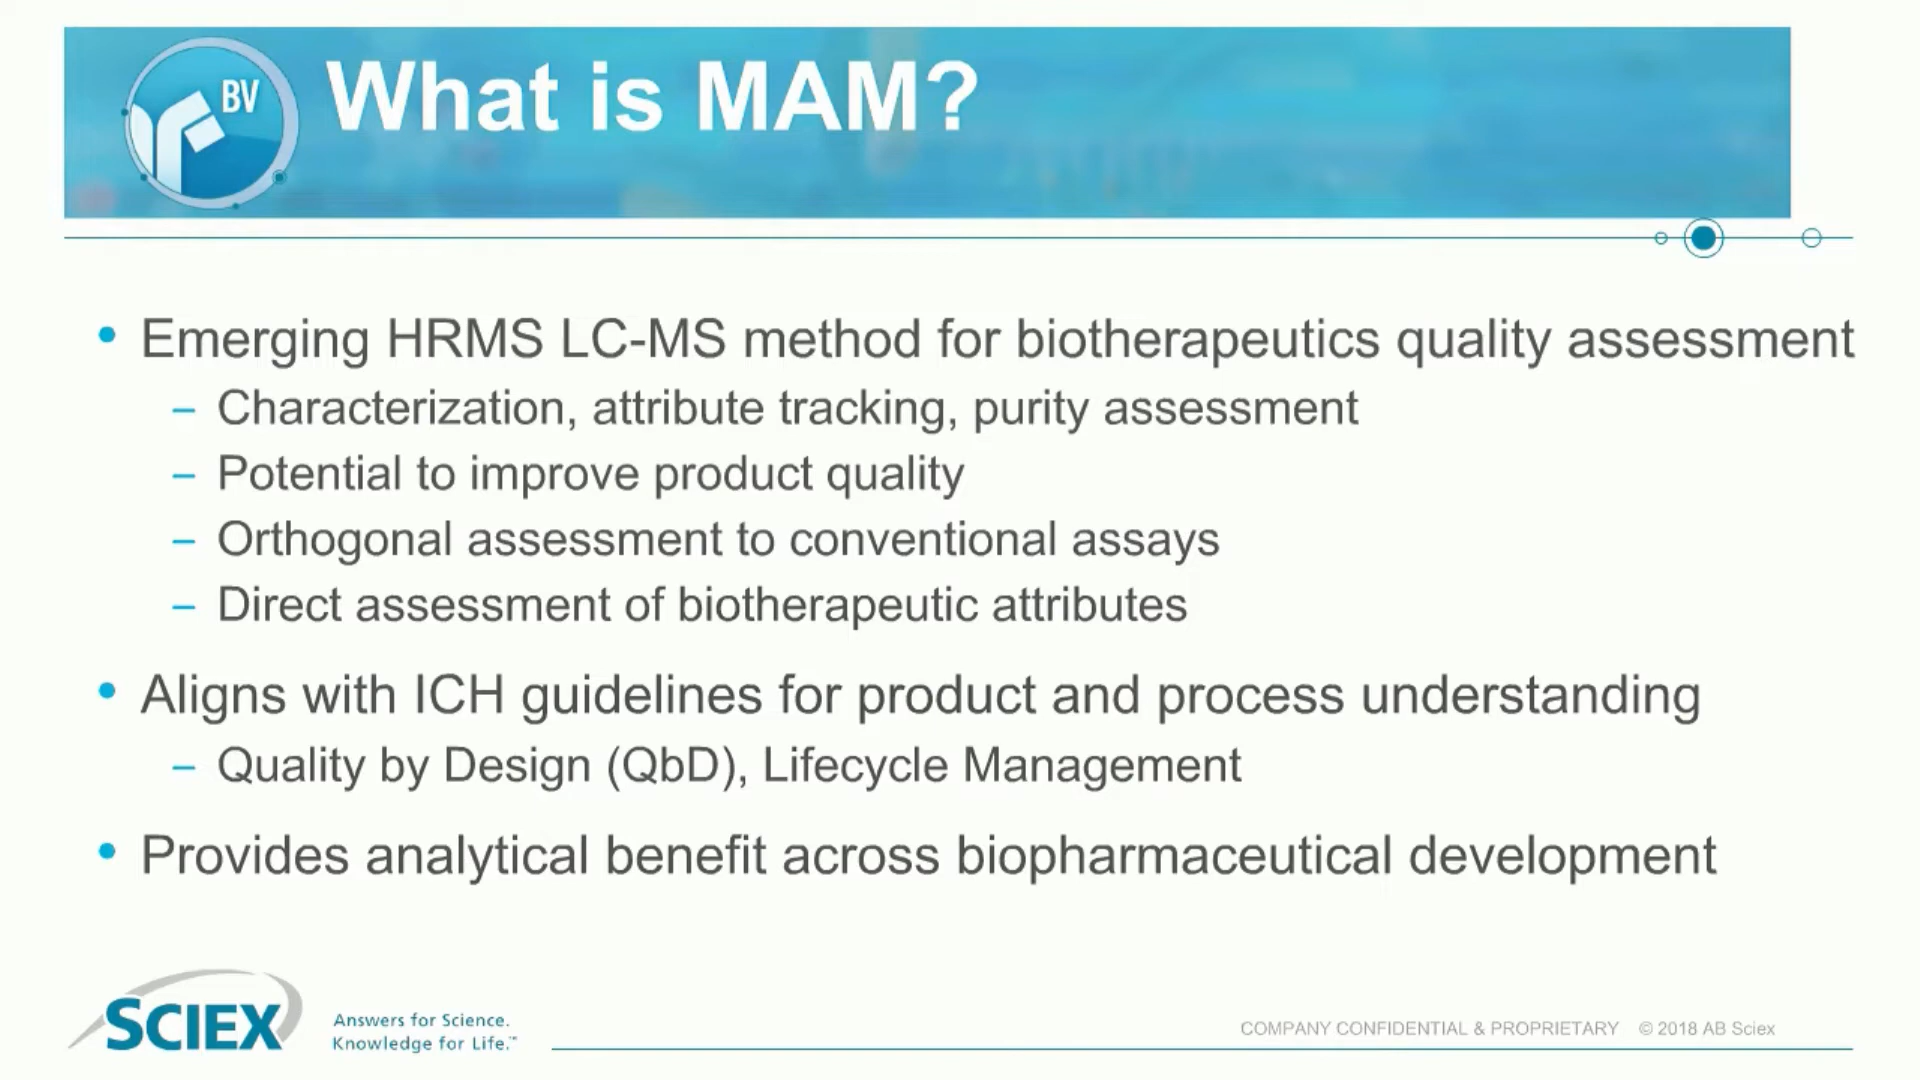 BV
What is MAM?
• Emerging HRMS LC-MS method for biotherapeutics quality assessment
– Characterization, attribute tracking, purity assessment
– Potential to improve product quality
– Orthogonal assessment to conventional assays
– Direct assessment of biotherapeutic attributes
• Aligns with ICH guidelines for product and process understanding
– Quality by Design (QbD), Lifecycle Management
• Provides analytical benefit across biopharmaceutical development
SCIEX
Answers for Science.
Knowledge for Life.™
COMPANY CONFIDENTIAL & PROPRIETARY © 2018 AB Sciex